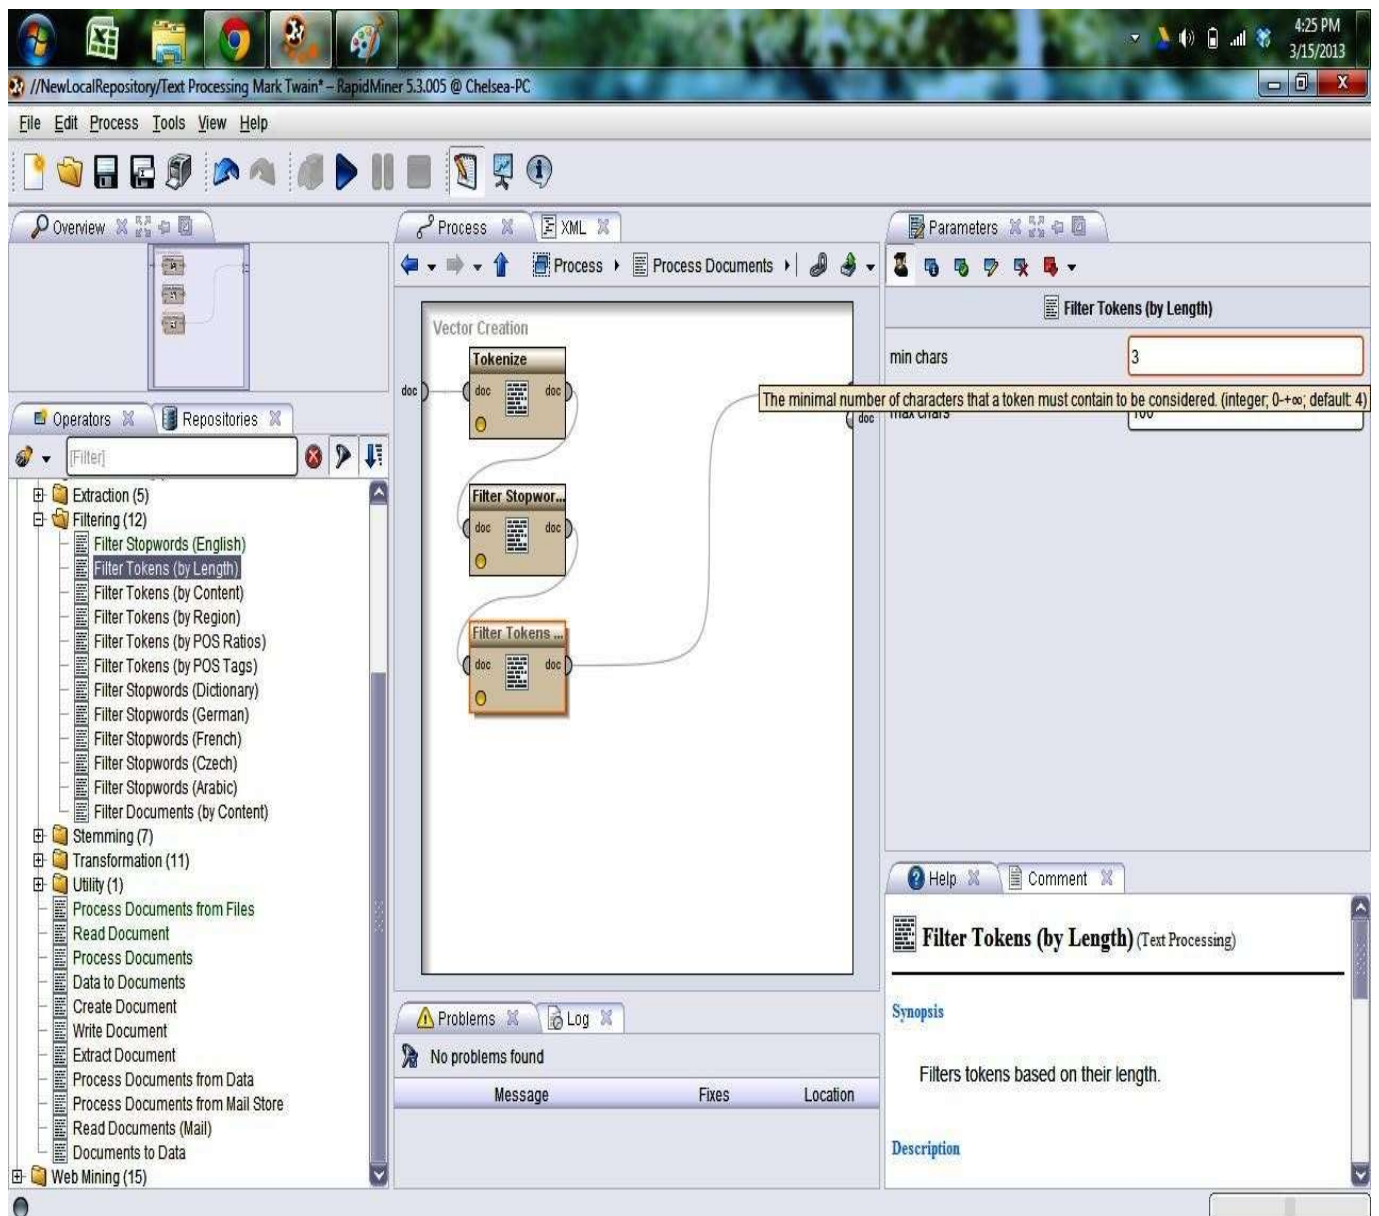 4:25 PM
3/15/2013
//NewLocalRepository/Text Processing Mark Twain* – RapidMiner 5.3.005 @ Chelsea-PC
File Edit Process Tools View Help
Overview
Process
XML
Parameters
Process
Process Documents
Filter Tokens (by Length)
min chars
3
The minimal number of characters that a token must contain to be considered. (integer; 0-+∞; default: 4)
max chars
100
Vector Creation
Tokenize
doc
doc
doc
doc
Filter Stopwor...
doc
doc
Filter Tokens ...
doc
doc
Operators
Repositories
[Filter]
Extraction (5)
Filtering (12)
Filter Stopwords (English)
Filter Tokens (by Length)
Filter Tokens (by Content)
Filter Tokens (by Region)
Filter Tokens (by POS Ratios)
Filter Tokens (by POS Tags)
Filter Stopwords (Dictionary)
Filter Stopwords (German)
Filter Stopwords (French)
Filter Stopwords (Czech)
Filter Stopwords (Arabic)
Filter Documents (by Content)
Stemming (7)
Transformation (11)
Utility (1)
Process Documents from Files
Read Document
Process Documents
Data to Documents
Create Document
Write Document
Extract Document
Process Documents from Data
Process Documents from Mail Store
Read Documents (Mail)
Documents to Data
Web Mining (15)
Problems
Log
No problems found
Message Fixes Location
Help
Comment
Filter Tokens (by Length) (Text Processing)
Synopsis
Filters tokens based on their length.
Description